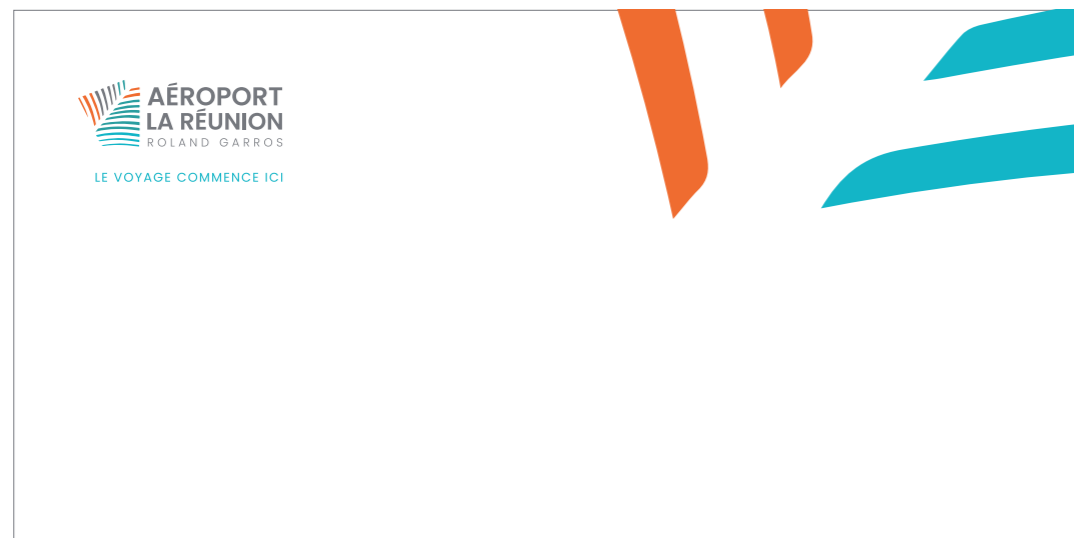 AÉROPORT
LA RÉUNION
ROLAND GARROS
LE VOYAGE COMMENCE ICI